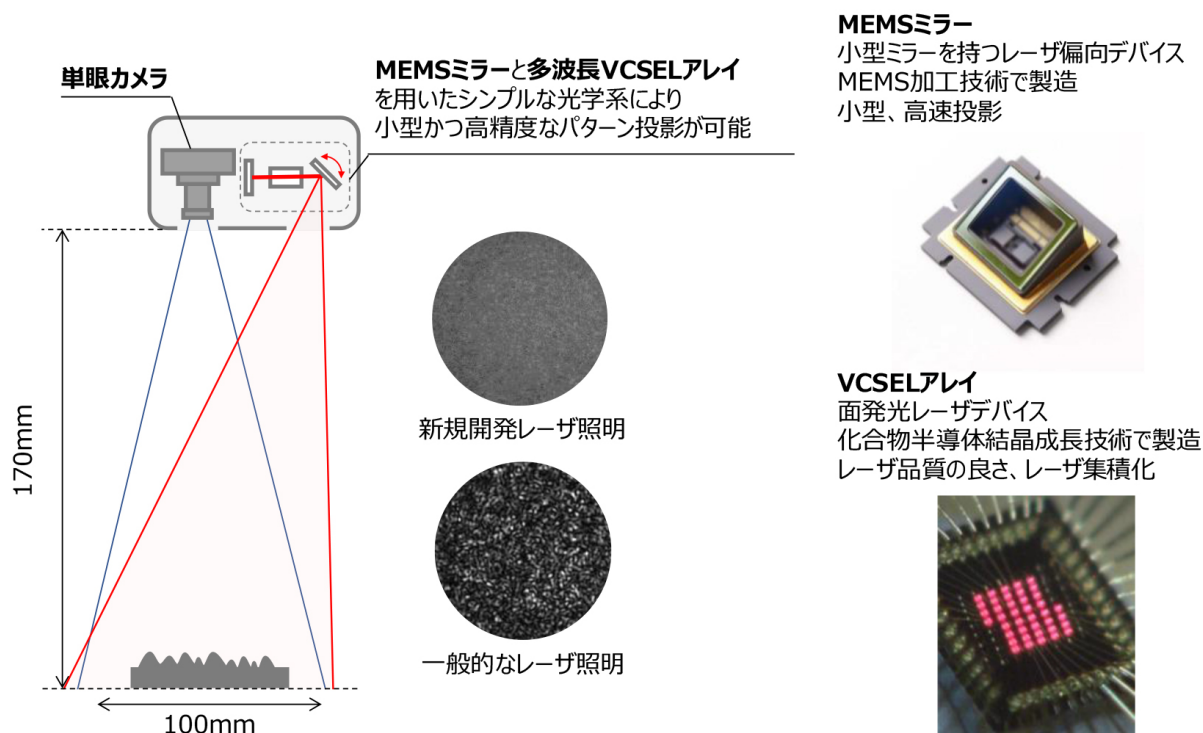 単眼カメラ
MEMSミラーと多波長VCSELアレイ
を用いたシンプルな光学系により
小型かつ高精度なパターン投影が可能
170mm
100mm
新規開発レーザ照明
一般的なレーザ照明
MEMSミラー
小型ミラーを持つレーザ偏向デバイス
MEMS加工技術で製造
小型、高速投影
VCSELアレイ
面発光レーザデバイス
化合物半導体結晶成長技術で製造
レーザ品質の良さ、レーザ集積化